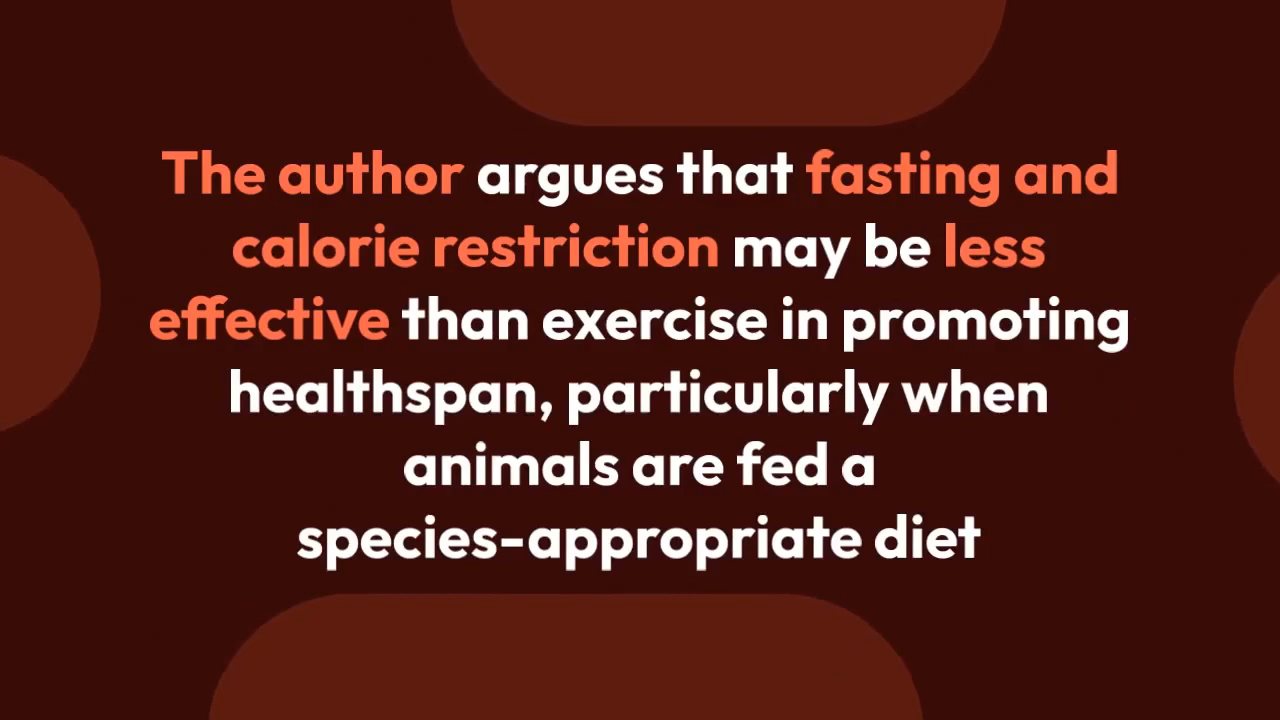 The author argues that fasting and
calorie restriction may be less
effective than exercise in promoting
healthspan, particularly when
animals are fed a
species-appropriate diet